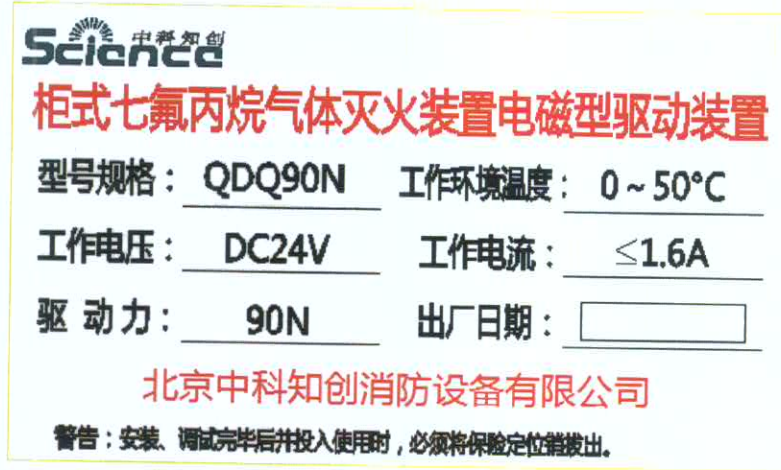 Science 中科知创
柜式七氟丙烷气体灭火装置电磁型驱动装置
型号规格： QDQ90N 工作环境温度： 0～50°C
工作电压： DC24V 工作电流： ≤1.6A
驱动力： 90N 出厂日期：
北京中科知创消防设备有限公司
警告：安装、调试完毕后并投入使用时，必须将保险定位销拨出。